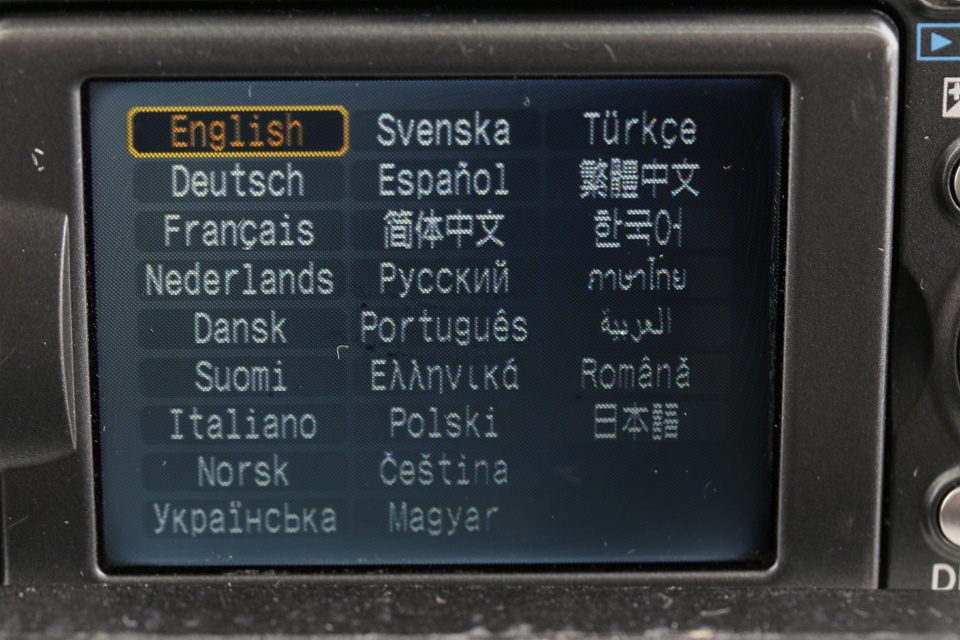 English Svenska Türkçe
Deutsch Español 繁體中文
Français 简体中文 한국어
Nederlands Русский ภาษาไทย
Dansk Português العربية
Suomi Ελληνικά Română
Italiano Polski 日本語
Norsk Čeština
Українська Magyar